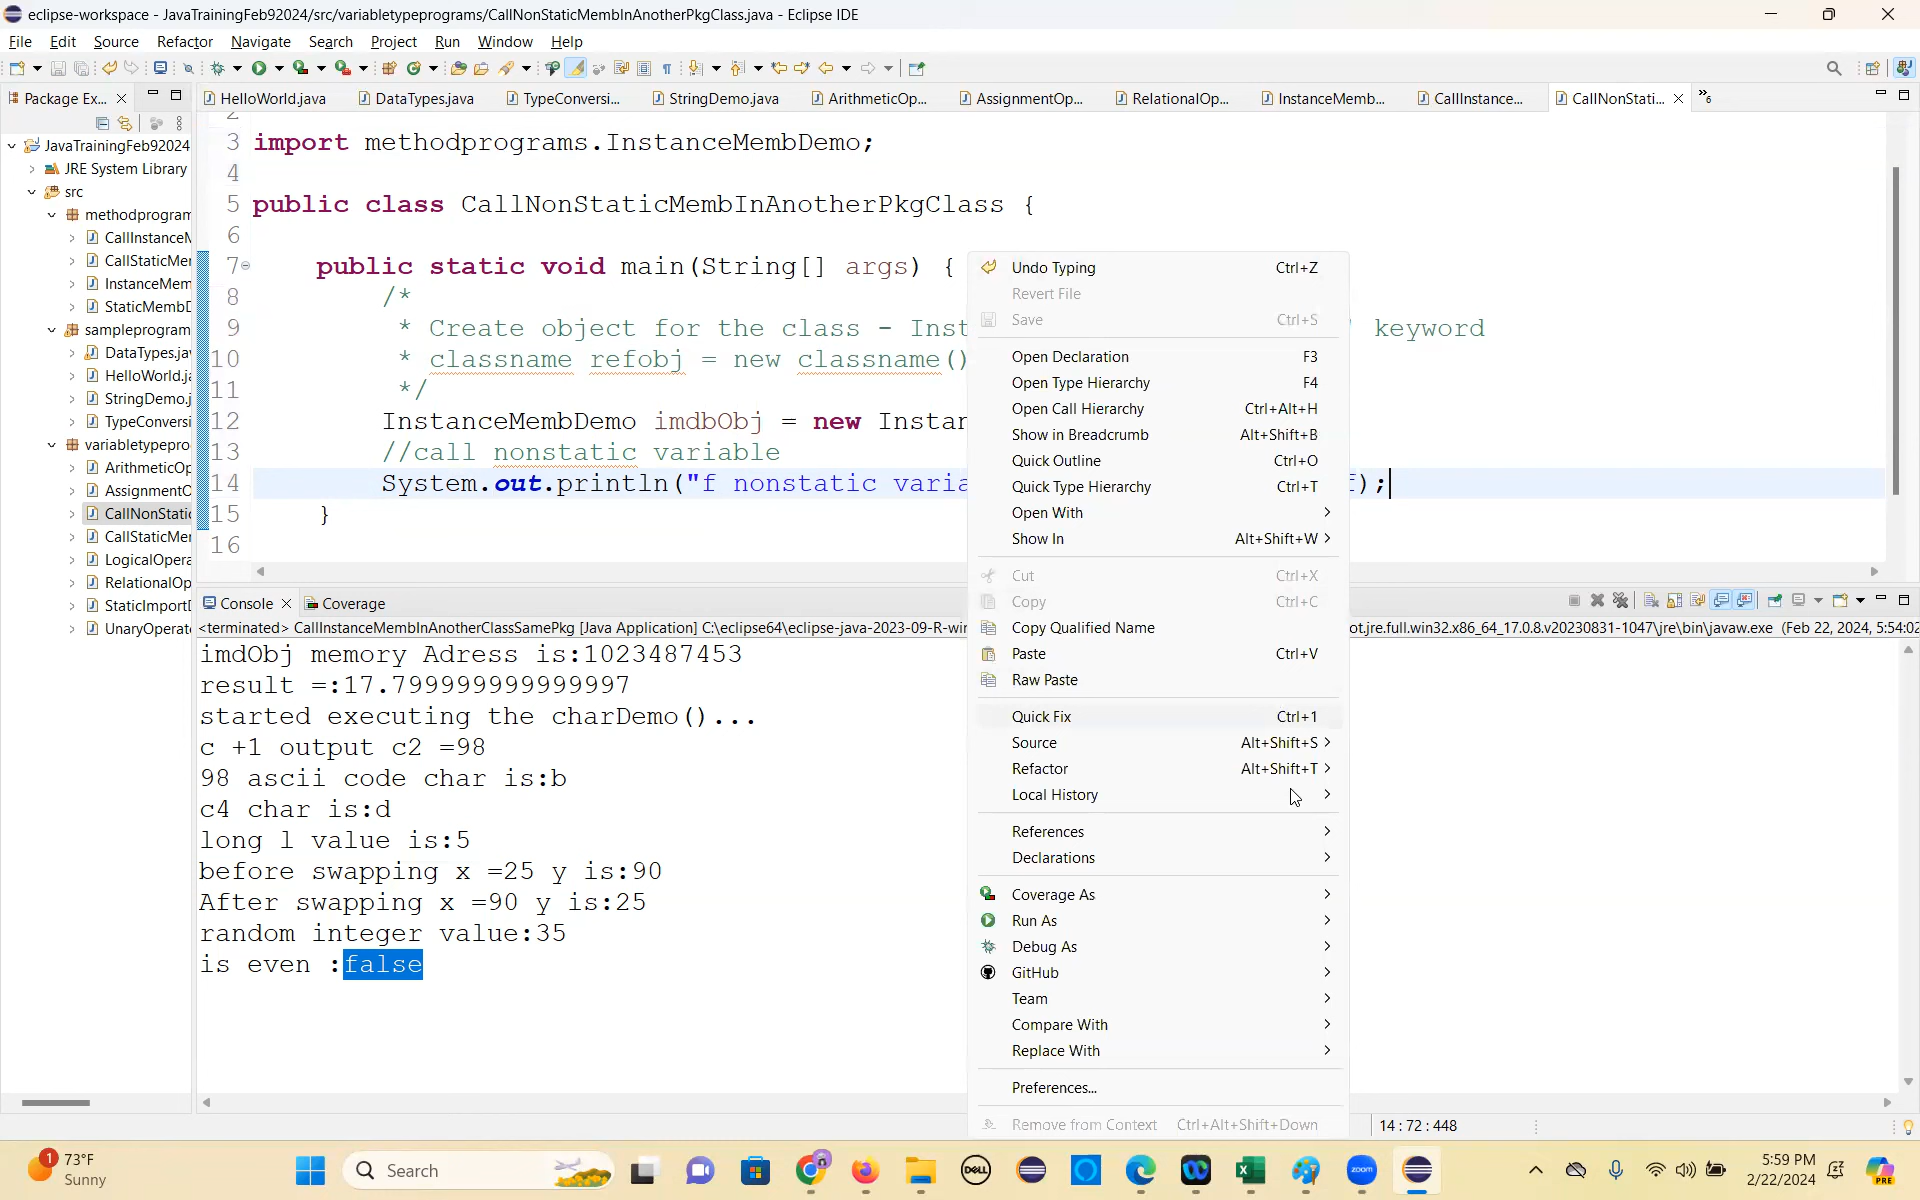 eclipse-workspace - JavaTrainingFeb92024/src/variabletypeprograms/CallNonStaticMembInAnotherPkgClass.java - Eclipse IDE
File Edit Source Refactor Navigate Search Project Run Window Help
Package Ex...
HelloWorld.java DataTypes.java TypeConversi... StringDemo.java ArithmeticOp... AssignmentOp... RelationalOp... InstanceMemb... CallInstance... CallNonStati... »6
JavaTrainingFeb92024
JRE System Library
src
methodprogram
CallInstanceM
CallStaticMer
InstanceMem
StaticMembD
sampleprogram
DataTypes.jav
HelloWorld.ja
StringDemo.j
TypeConversi
variabletypepro
ArithmeticOp
AssignmentO
CallNonStatic
CallStaticMer
LogicalOpera
RelationalOp
StaticImportD
UnaryOperato
2
3 import methodprograms.InstanceMembDemo;
4
5 public class CallNonStaticMembInAnotherPkgClass {
6
7 public static void main(String[] args) {
8 /*
9 * Create object for the class - Inst ' keyword
10 * classname refobj = new classname()
11 */
12 InstanceMembDemo imdbObj = new Instan
13 //call nonstatic variable
14 System.out.println("f nonstatic varia f);
15 }
16
Undo Typing Ctrl+Z
Revert File
Save Ctrl+S
Open Declaration F3
Open Type Hierarchy F4
Open Call Hierarchy Ctrl+Alt+H
Show in Breadcrumb Alt+Shift+B
Quick Outline Ctrl+O
Quick Type Hierarchy Ctrl+T
Open With
Show In Alt+Shift+W
Cut Ctrl+X
Copy Ctrl+C
Copy Qualified Name
Paste Ctrl+V
Raw Paste
Quick Fix Ctrl+1
Source Alt+Shift+S
Refactor Alt+Shift+T
Local History
References
Declarations
Coverage As
Run As
Debug As
GitHub
Team
Compare With
Replace With
Preferences...
Remove from Context Ctrl+Alt+Shift+Down
Console Coverage
<terminated> CallInstanceMembInAnotherClassSamePkg [Java Application] C:\eclipse64\eclipse-java-2023-09-R-wi ot.jre.full.win32.x86_64_17.0.8.v20230831-1047\jre\bin\javaw.exe (Feb 22, 2024, 5:54:02
imdObj memory Adress is:1023487453
result =:17.799999999999997
started executing the charDemo()...
c +1 output c2 =98
98 ascii code char is:b
c4 char is:d
long l value is:5
before swapping x =25 y is:90
After swapping x =90 y is:25
random integer value:35
is even :false
14 : 72 : 448
1
73°F
Sunny
Search
DELL
zoom
5:59 PM
2/22/2024
PRE